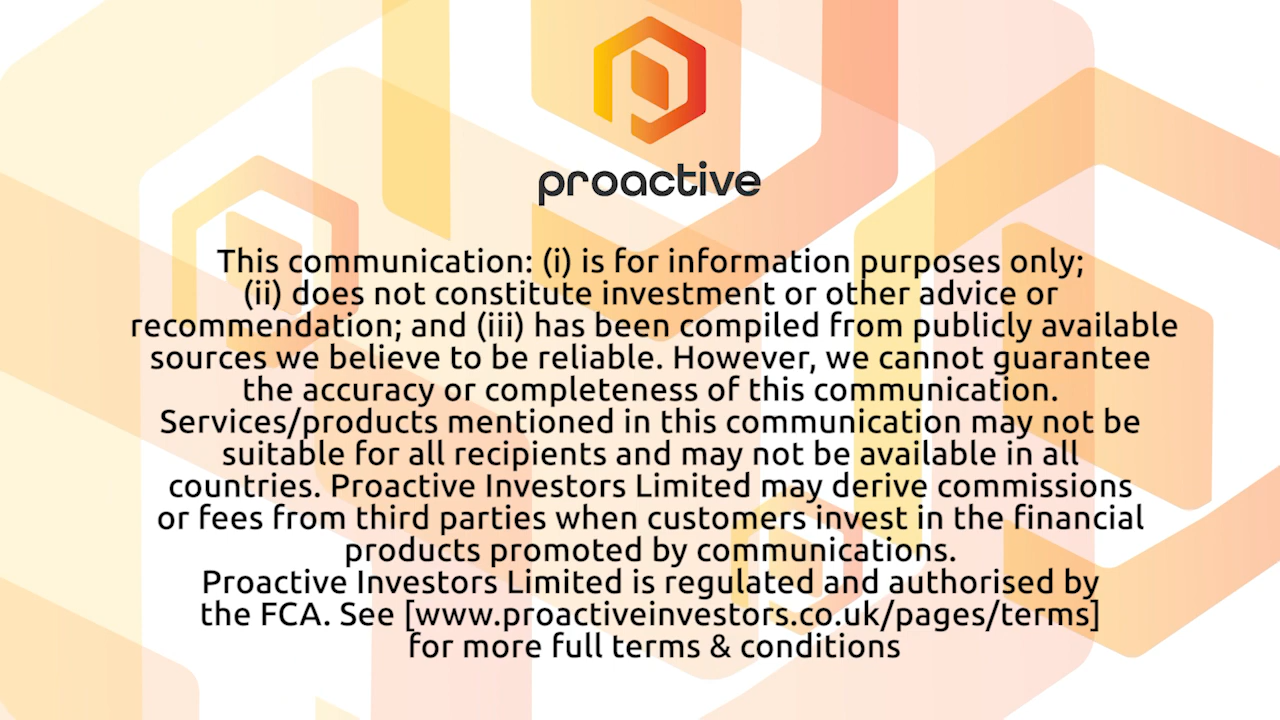 proactive
This communication: (i) is for information purposes only;
(ii) does not constitute investment or other advice or
recommendation; and (iii) has been compiled from publicly available
sources we believe to be reliable. However, we cannot guarantee
the accuracy or completeness of this communication.
Services/products mentioned in this communication may not be
suitable for all recipients and may not be available in all
countries. Proactive Investors Limited may derive commissions
or fees from third parties when customers invest in the financial
products promoted by communications.
Proactive Investors Limited is regulated and authorised by
the FCA. See [www.proactiveinvestors.co.uk/pages/terms]
for more full terms & conditions